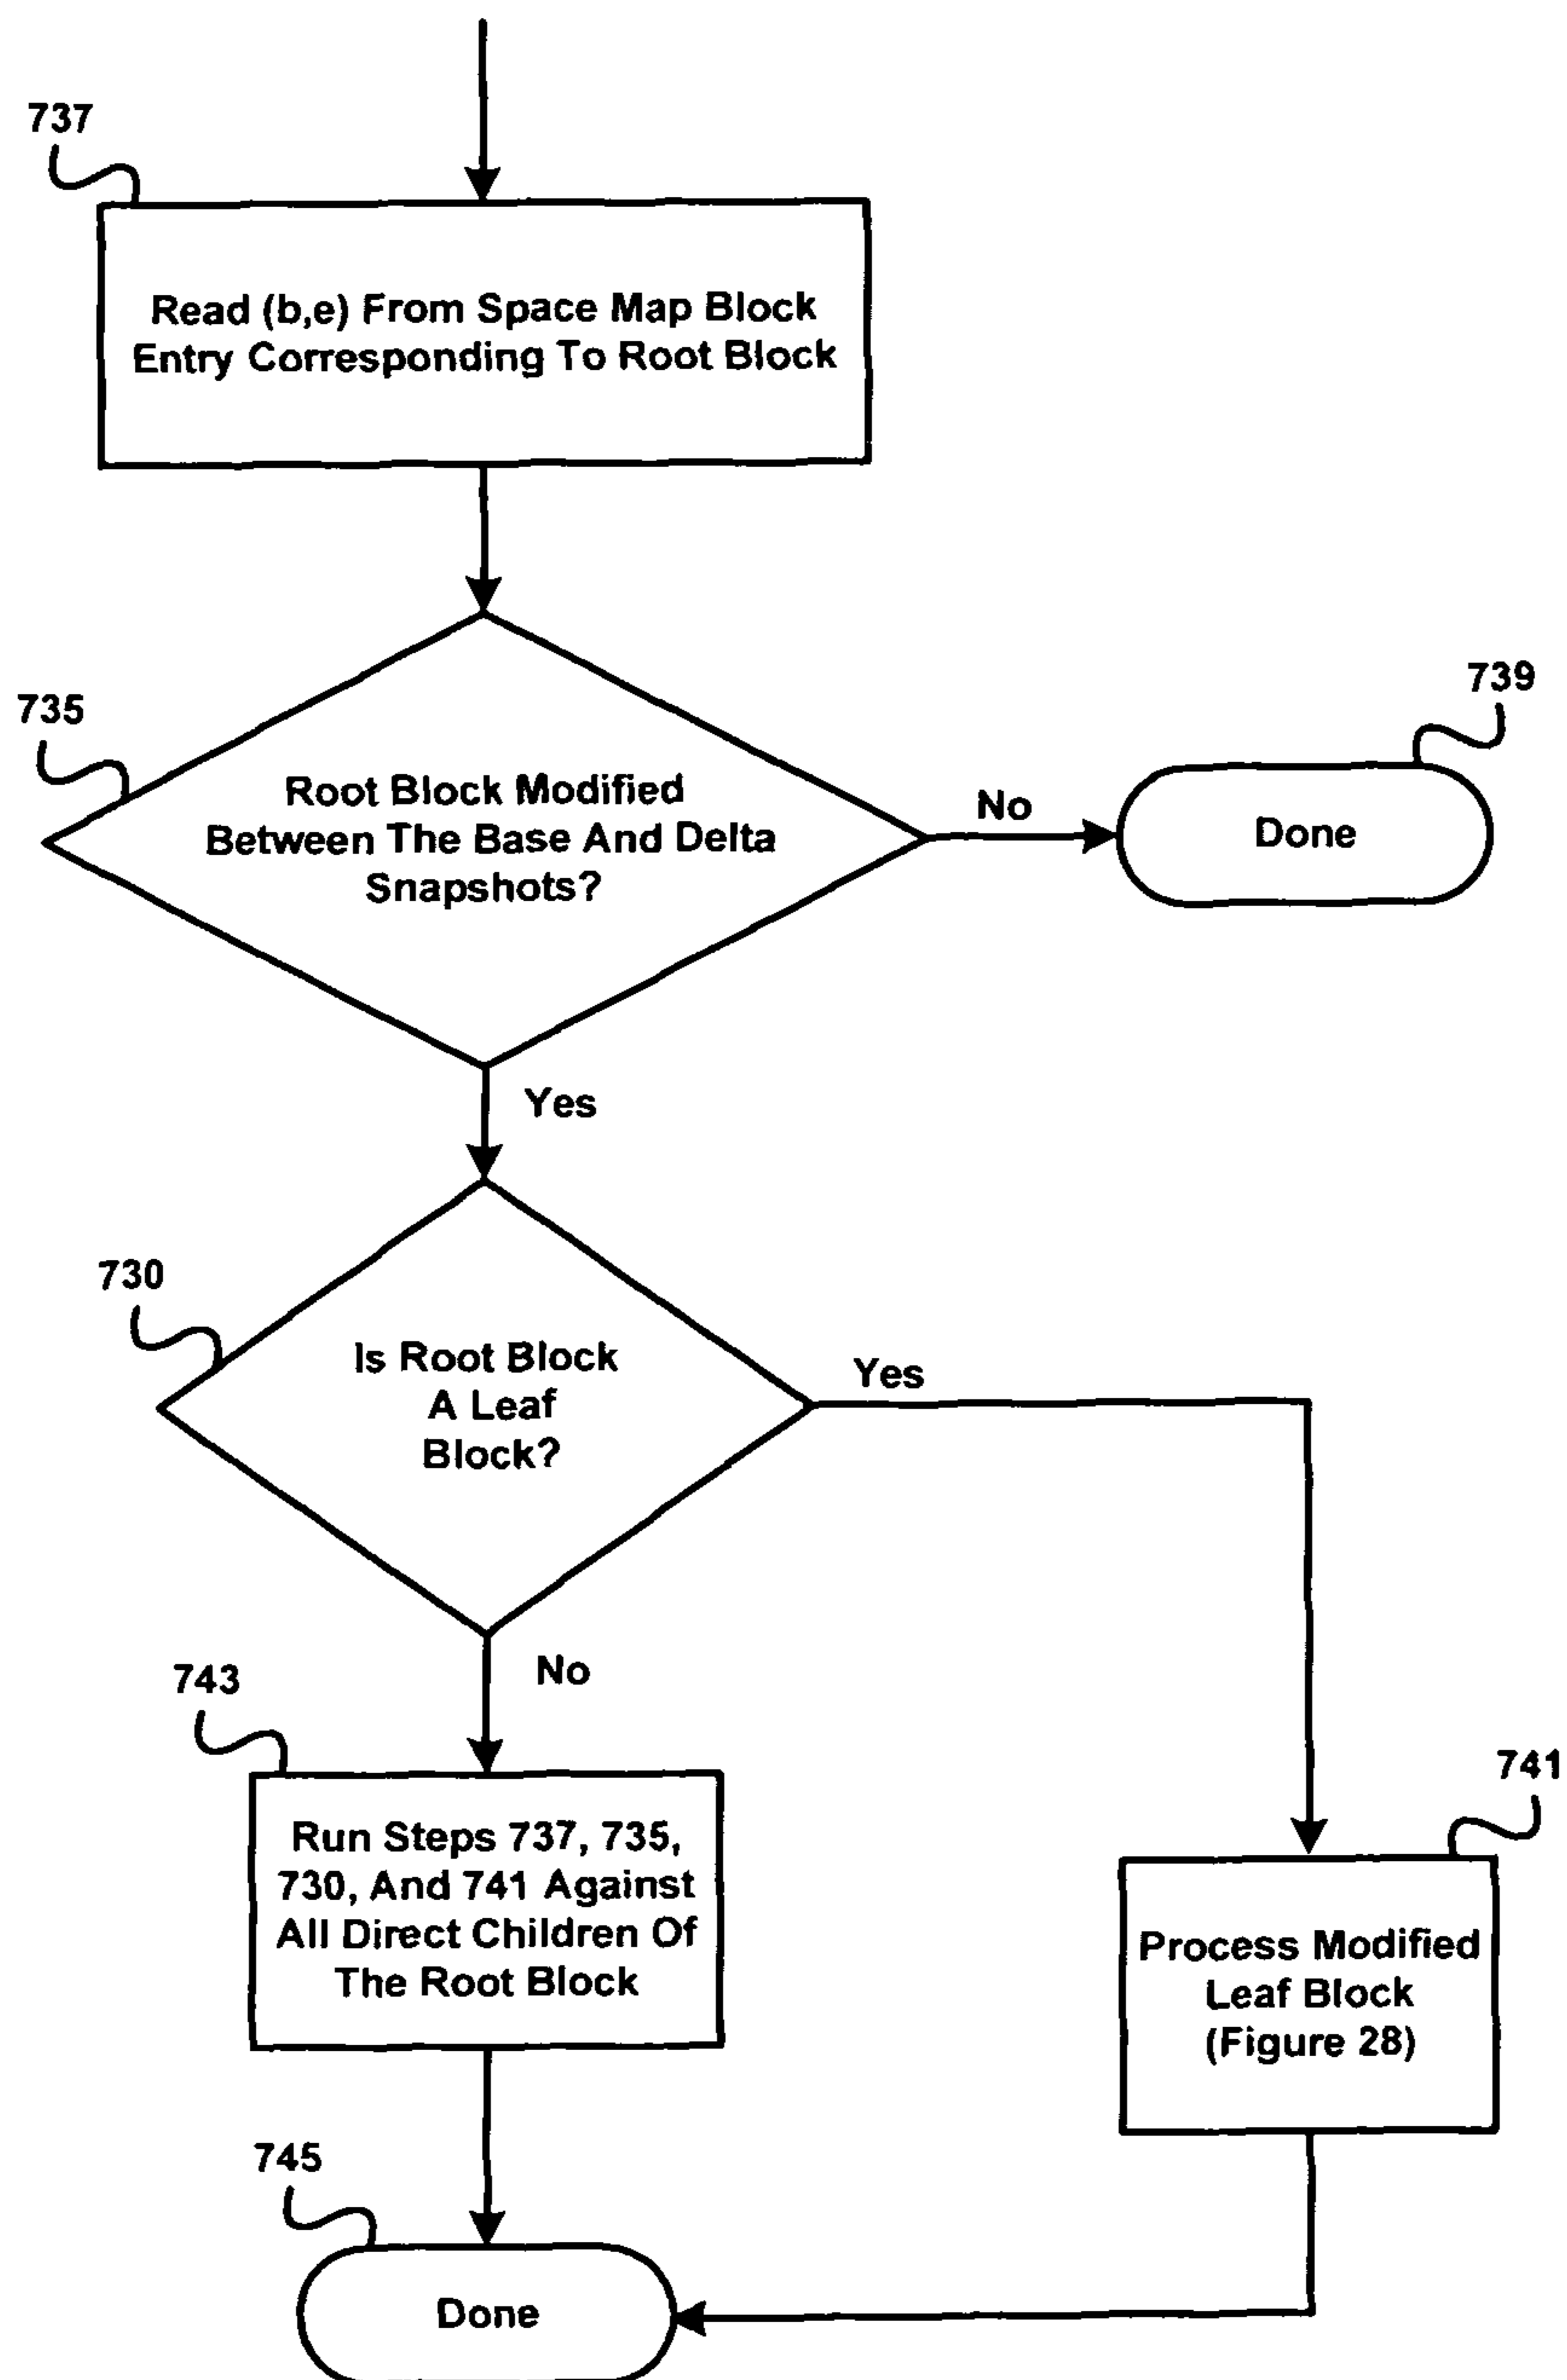 737
Read (b,e) From Space Map Block
Entry Corresponding To Root Block
735
Root Block Modified
Between The Base And Delta
Snapshots?
No
739
Done
Yes
730
Is Root Block
A Leaf
Block?
Yes
No
743
Run Steps 737, 735,
730, And 741 Against
All Direct Children Of
The Root Block
741
Process Modified
Leaf Block
(Figure 28)
745
Done